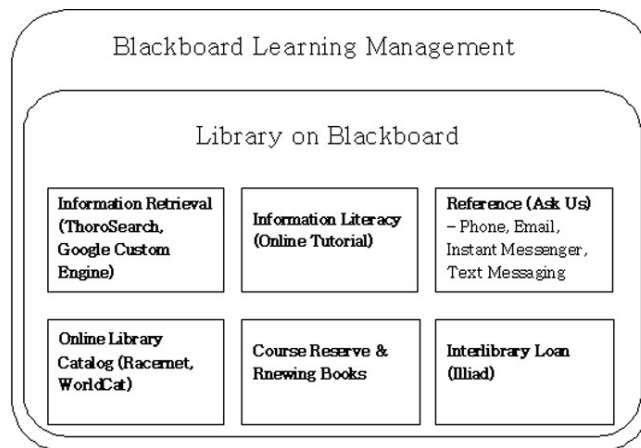 Blackboard Learning Management
Library on Blackboard
Information Retrieval
(ThoroSearch,
Google Custom
Engine)
Information Literacy
(Online Tutorial)
Reference (Ask Us)
– Phone, Email,
Instant Messenger,
Text Messaging
Online Library
Catalog (Racernet,
WorldCat)
Course Reserve &
Rnewing Books
Interlibrary Loan
(Illiad)